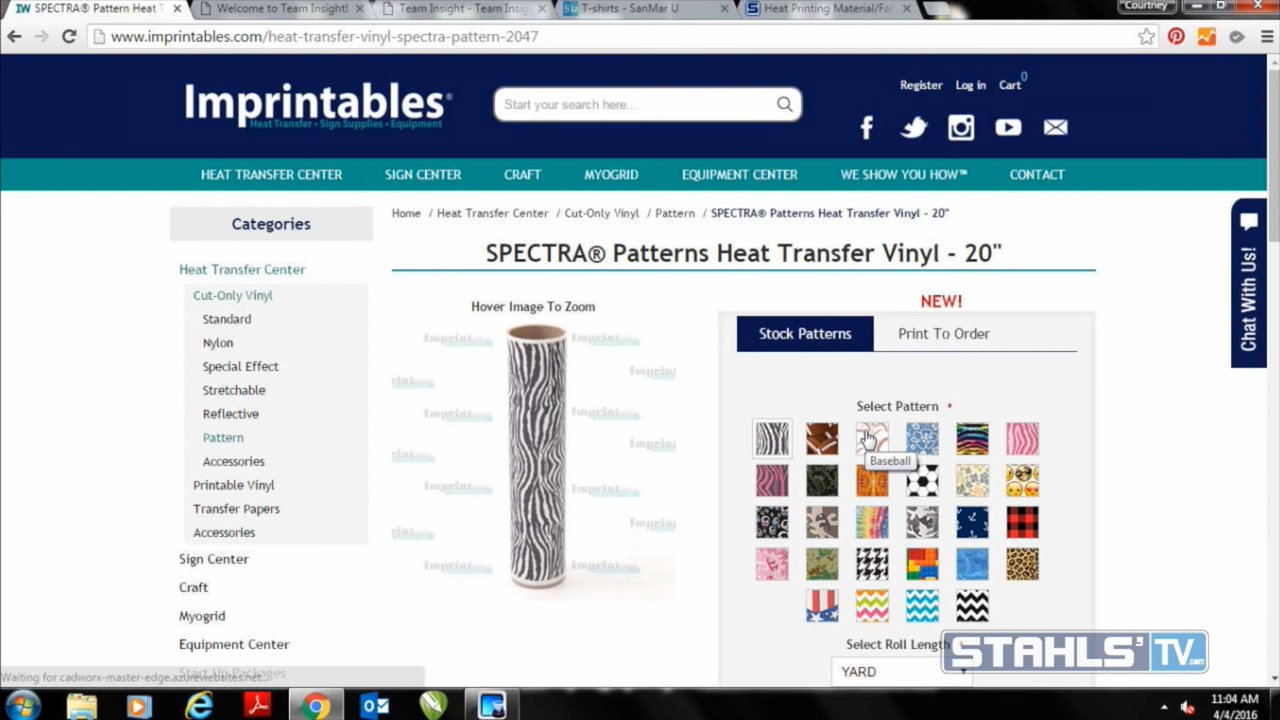 SPECTRA® Pattern Heat T
Welcome to Team Insight!
Team Insight - Team Insig
T-shirts - SanMar U
Heat Printing Material/Fal
Courtney
www.imprintables.com/heat-transfer-vinyl-spectra-pattern-2047
Imprintables®
Heat Transfer • Sign Supplies • Equipment
Start your search here...
Register
Log in
Cart
0
HEAT TRANSFER CENTER
SIGN CENTER
CRAFT
MYOGRID
EQUIPMENT CENTER
WE SHOW YOU HOW™
CONTACT
Categories
Heat Transfer Center
Cut-Only Vinyl
Standard
Nylon
Special Effect
Stretchable
Reflective
Pattern
Accessories
Printable Vinyl
Transfer Papers
Accessories
Sign Center
Craft
Myogrid
Equipment Center
Start Up Packages
Home / Heat Transfer Center / Cut-Only Vinyl / Pattern / SPECTRA® Patterns Heat Transfer Vinyl - 20"
SPECTRA® Patterns Heat Transfer Vinyl - 20"
Hover Image To Zoom
NEW!
Stock Patterns
Print To Order
Select Pattern *
Baseball
Select Roll Length *
YARD
Chat With Us!
STAHLS' TV.com
Waiting for cadworx-master-edge.azurewebsites.net...
11:04 AM
4/4/2016